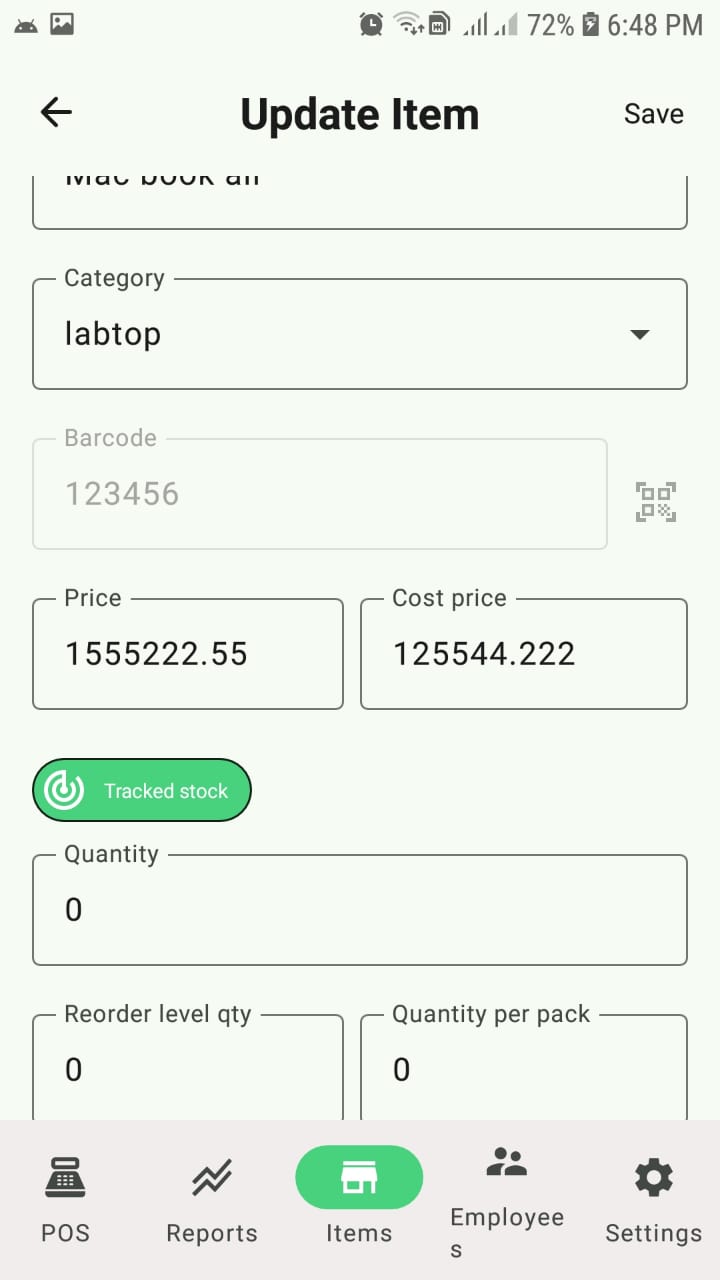 72% 6:48 PM
Update Item
Save
Mac book air
Category
labtop
Barcode
123456
Price
1555222.55
Cost price
125544.222
Tracked stock
Quantity
0
Reorder level qty
0
Quantity per pack
0
POS
Reports
Items
Employee
s
Settings